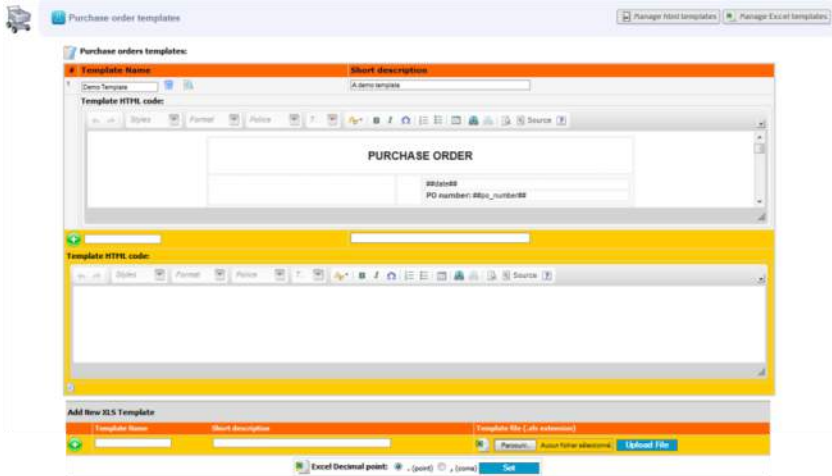 Purchase order templates
Manage html templates
Manage Excel templates
Purchase orders templates:
# Template Name Short description
1 Demo Template A demo template
Template HTML code:
Styles Format Police T. B I Ω Source ?
PURCHASE ORDER
##date##
PO number: ##po_number##
Template HTML code:
Styles Format Police T. B I Ω Source ?
Add New XLS Template
Template Name Short description Template file (.xls extension)
Parcourir... Aucun fichier sélectionné. Upload File
Excel Decimal point: . (point) , (coma) Set